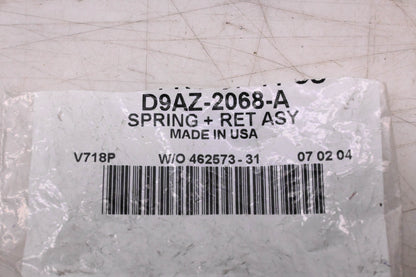 D9AZ-2068-A
SPRING + RET ASY
MADE IN USA
V718P W/O 462573-31 07 02 04